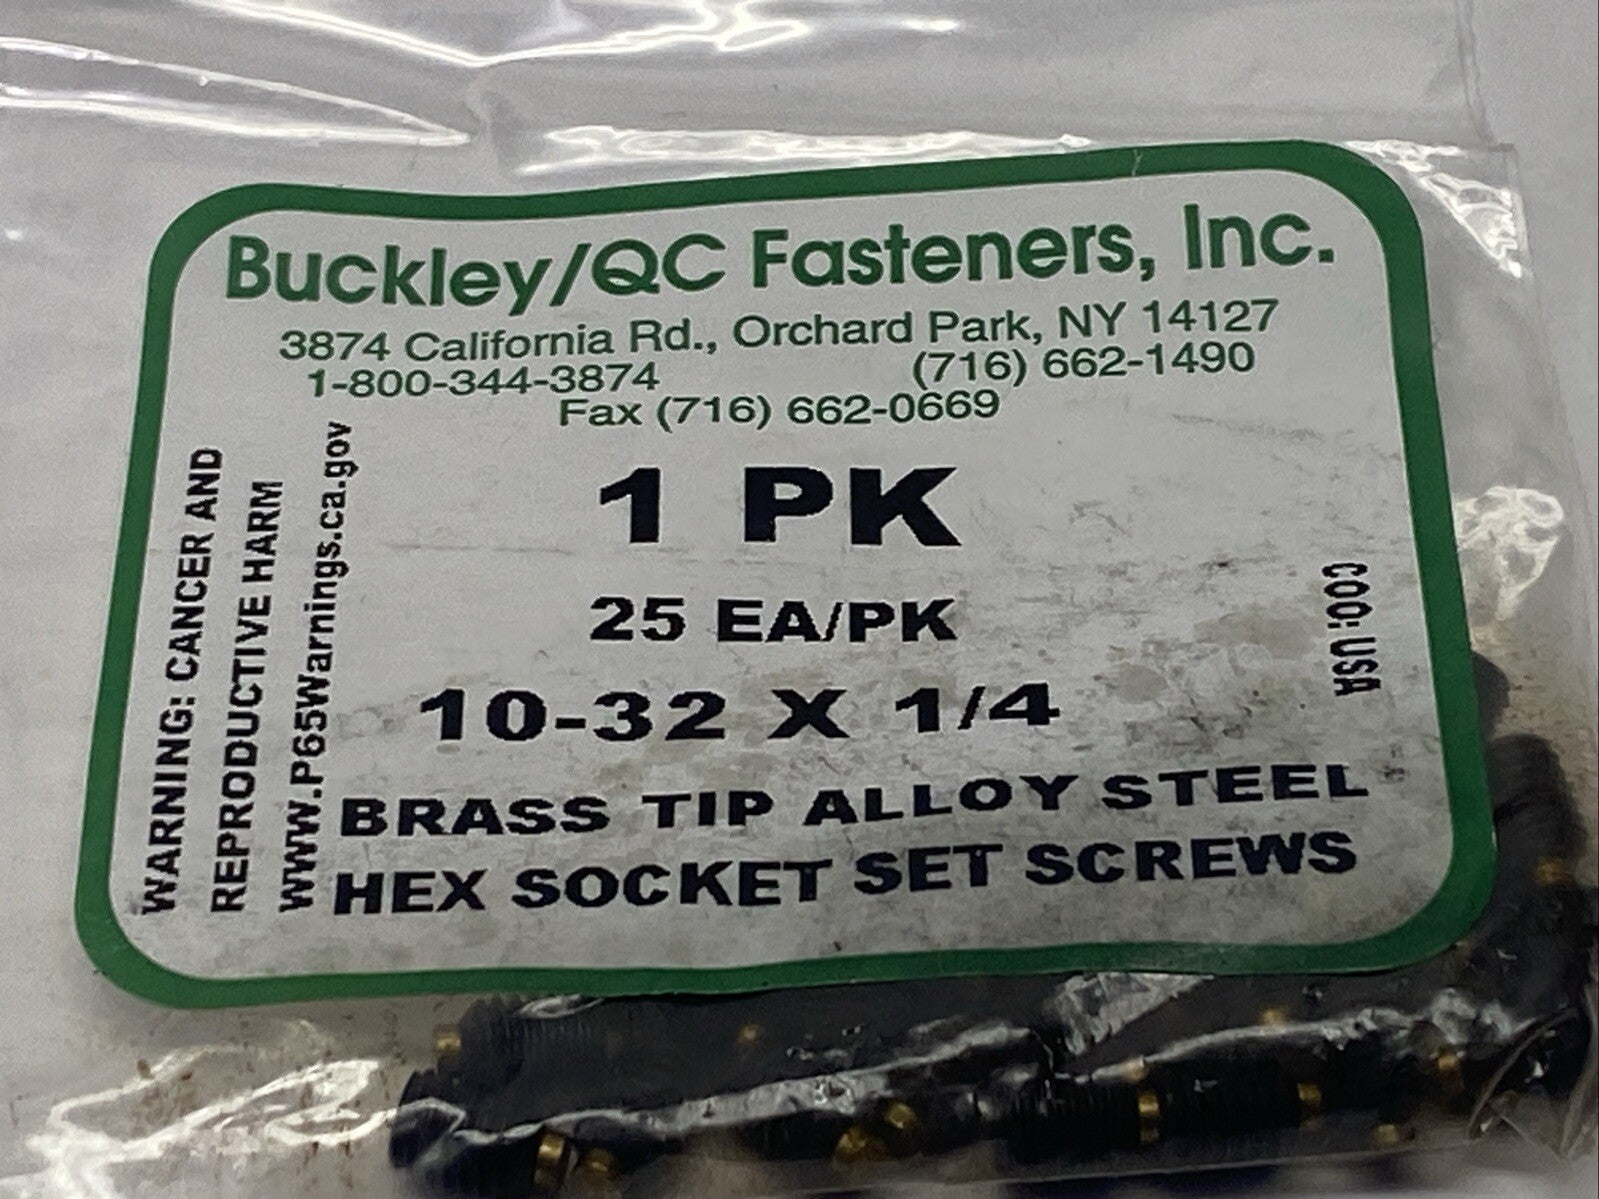 Buckley/QC Fasteners, Inc.
3874 California Rd., Orchard Park, NY 14127
1-800-344-3874 (716) 662-1490
Fax (716) 662-0669
1 PK
25 EA/PK
10-32 X 1/4
BRASS TIP ALLOY STEEL
HEX SOCKET SET SCREWS
WARNING: CANCER AND
REPRODUCTIVE HARM
www.P65Warnings.ca.gov
COO: USA